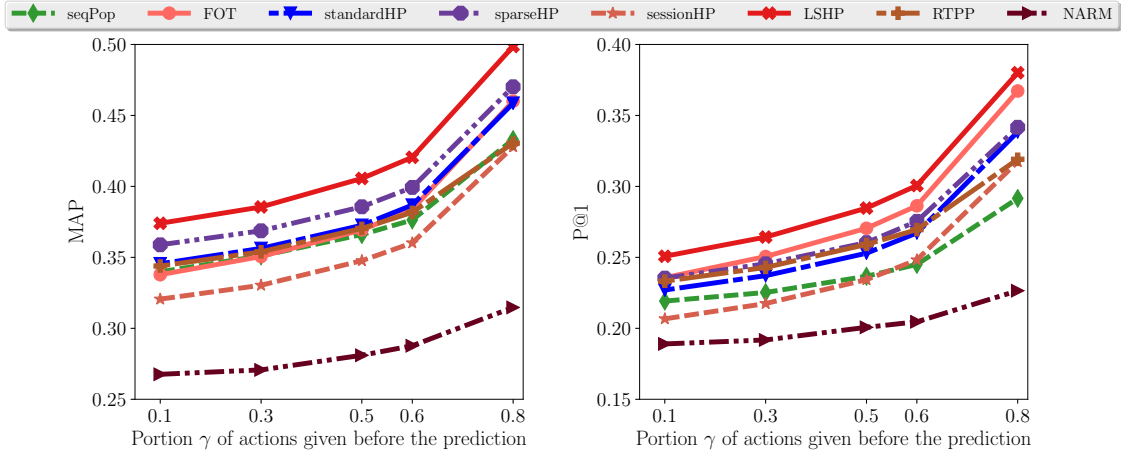 seqPop FOT standardHP sparseHP sessionHP LSHP RTPP NARM
0.50
0.45
0.40
0.35
0.30
0.25
MAP
0.1 0.3 0.5 0.6 0.8
Portion γ of actions given before the prediction
0.40
0.35
0.30
0.25
0.20
0.15
P@1
0.1 0.3 0.5 0.6 0.8
Portion γ of actions given before the prediction